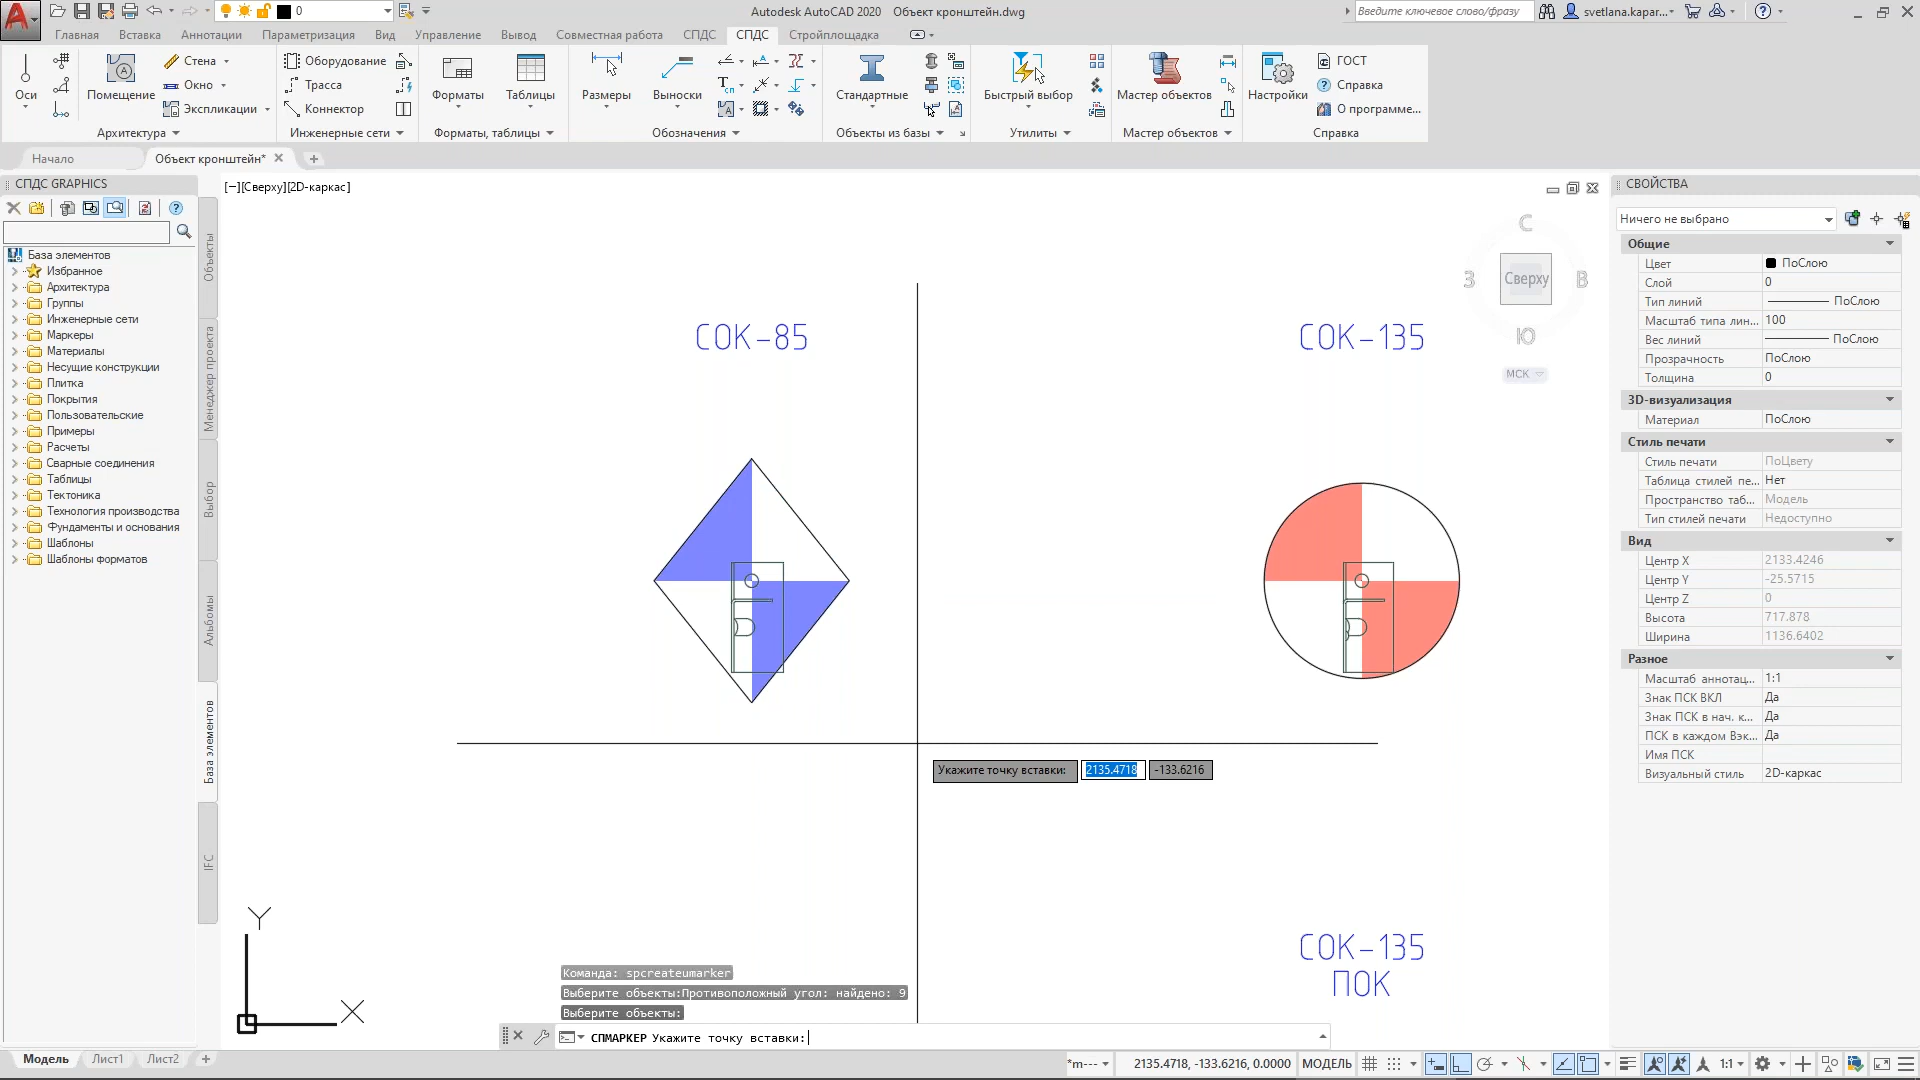 0
Autodesk AutoCAD 2020 Объект кронштейн.dwg
Введите ключевое слово/фразу
svetlana.kapar...
Главная Вставка Аннотации Параметризация Вид Управление Вывод Совместная работа СПДС СПДС Стройплощадка
Оси
Помещение
Стена
Окно
Экспликации
Архитектура
Оборудование
Трасса
Коннектор
Инженерные сети
Форматы
Таблицы
Форматы, таблицы
Размеры
Выноски
Обозначения
Стандартные
Объекты из базы
Быстрый выбор
Утилиты
Мастер объектов
Мастер объектов
Настройки
ГОСТ
Справка
О программе...
Справка
Начало
Объект кронштейн*
СПДС GRAPHICS
База элементов
Избранное
Архитектура
Группы
Инженерные сети
Маркеры
Материалы
Несущие конструкции
Плитка
Покрытия
Пользовательские
Примеры
Расчеты
Сварные соединения
Таблицы
Тектоника
Технология производства
Фундаменты и основания
Шаблоны
Шаблоны форматов
Объекты
Менеджер проекта
Выбор
Альбомы
База элементов
IFC
[−][Сверху][2D-каркас]
СОК-85
СОК-135
С
З
Сверху
В
Ю
МСК
Укажите точку вставки: 2135.4718 -133.6216
СОК-135
ПОК
Y
X
Команда: spcreateumarker
Выберите объекты:Противоположный угол: найдено: 9
Выберите объекты:
СПМАРКЕР Укажите точку вставки:
СВОЙСТВА
Ничего не выбрано
Общие
Цвет ПоСлою
Слой 0
Тип линий ПоСлою
Масштаб типа лин... 100
Вес линий ПоСлою
Прозрачность ПоСлою
Толщина 0
3D-визуализация
Материал ПоСлою
Стиль печати
Стиль печати ПоЦвету
Таблица стилей пе... Нет
Пространство таб... Модель
Тип стилей печати Недоступно
Вид
Центр X 2133.4246
Центр Y -25.5715
Центр Z 0
Высота 717.878
Ширина 1136.6402
Разное
Масштаб аннотац... 1:1
Знак ПСК ВКЛ Да
Знак ПСК в нач. к... Да
ПСК в каждом Вэк... Да
Имя ПСК
Визуальный стиль 2D-каркас
Модель Лист1 Лист2 +
*m--- 2135.4718, -133.6216, 0.0000 МОДЕЛЬ 1:1